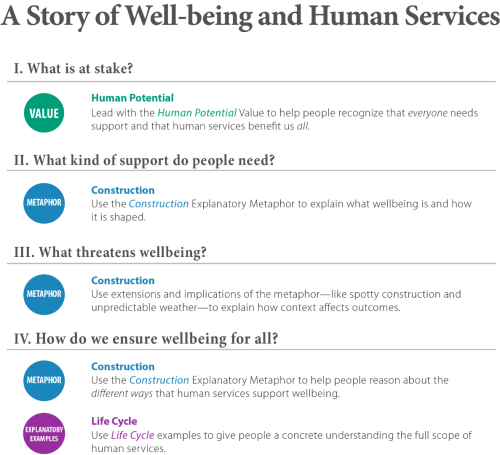 A Story of Well-being and Human Services
I. What is at stake?
VALUE
Human Potential
Lead with the Human Potential Value to help people recognize that everyone needs
support and that human services benefit us all.
II. What kind of support do people need?
METAPHOR
Construction
Use the Construction Explanatory Metaphor to explain what wellbeing is and how
it is shaped.
III. What threatens wellbeing?
METAPHOR
Construction
Use extensions and implications of the metaphor—like spotty construction and
unpredictable weather—to explain how context affects outcomes.
IV. How do we ensure wellbeing for all?
METAPHOR
Construction
Use the Construction Explanatory Metaphor to help people reason about the
different ways that human services support wellbeing.
EXPLANATORY
EXAMPLES
Life Cycle
Use Life Cycle examples to give people a concrete understanding the full scope of
human services.